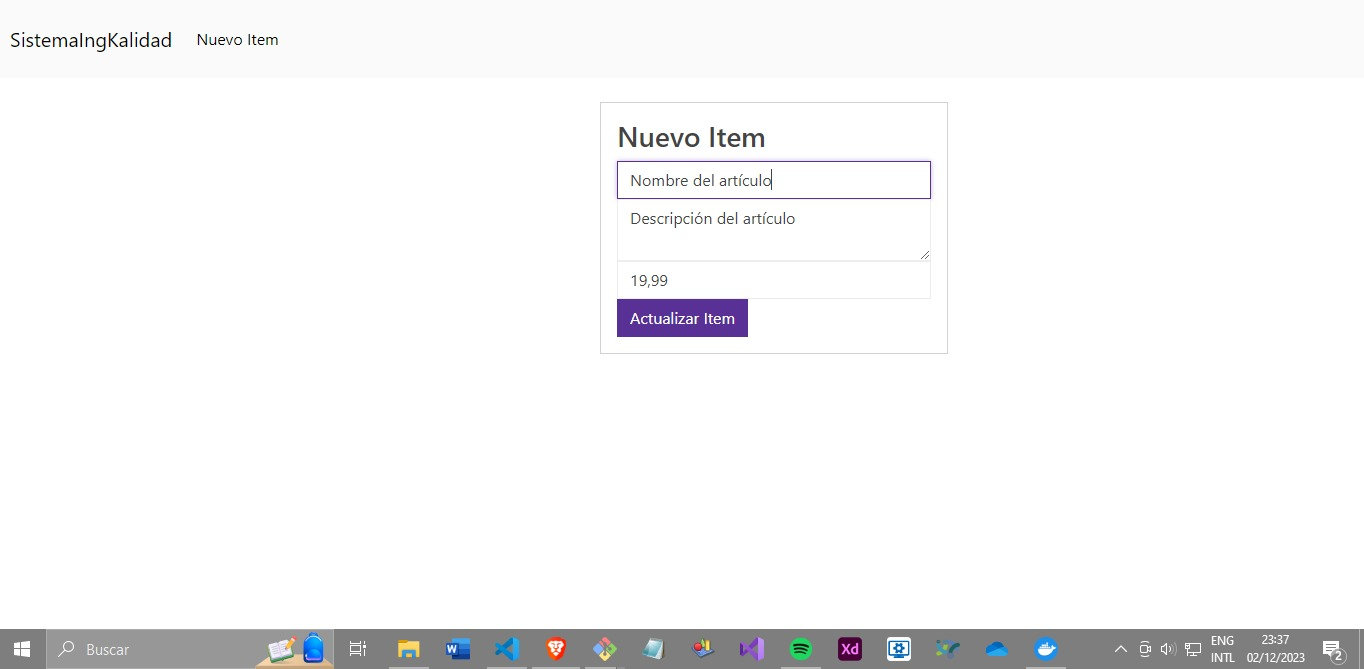 SistemaIngKalidad Nuevo Item
Nuevo Item
Nombre del artículo
Descripción del artículo
19,99
Actualizar Item
Buscar
W
Xd
ENG
INTL
23:37
02/12/2023
2